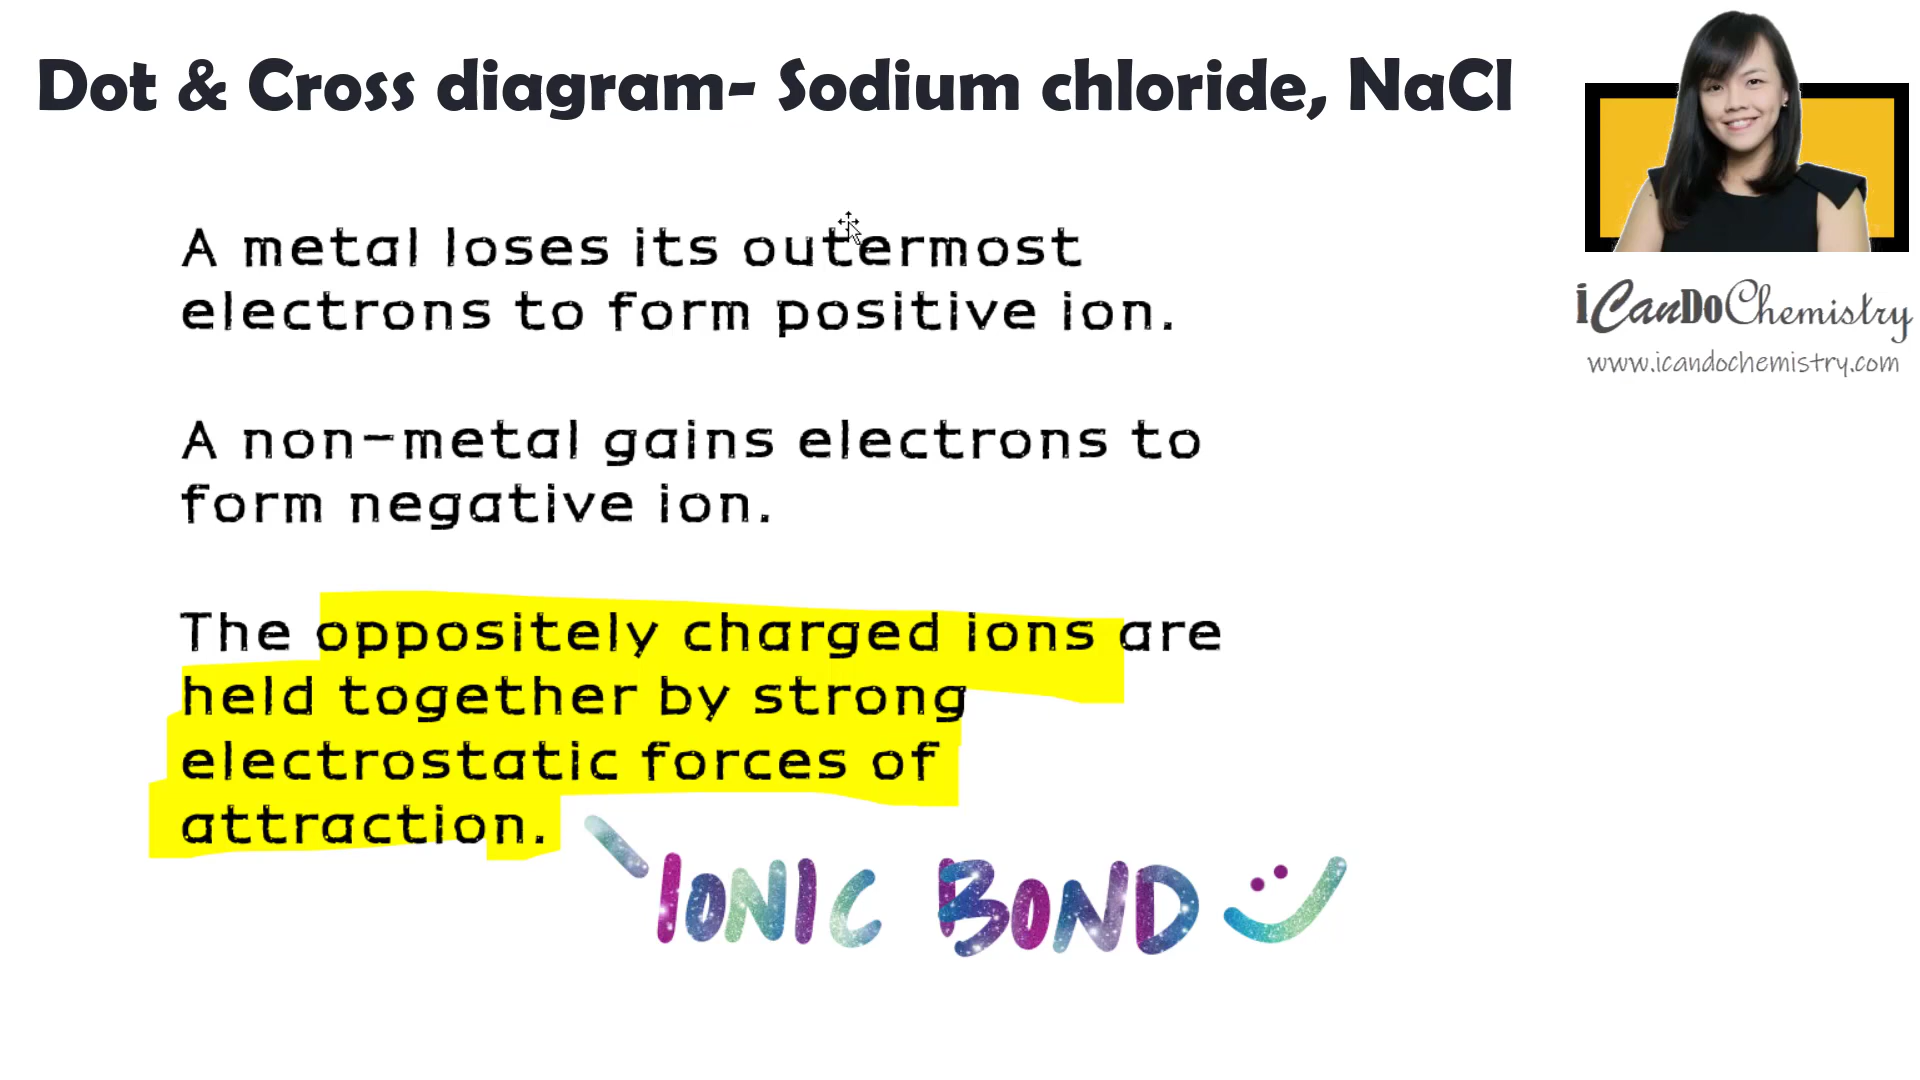 Dot & Cross diagram- Sodium chloride, NaCl
A metal loses its outermost
electrons to form positive ion.
A non-metal gains electrons to
form negative ion.
The oppositely charged ions are
held together by strong
electrostatic forces of
attraction.
IONIC BOND
iCanDoChemistry
www.icandochemistry.com